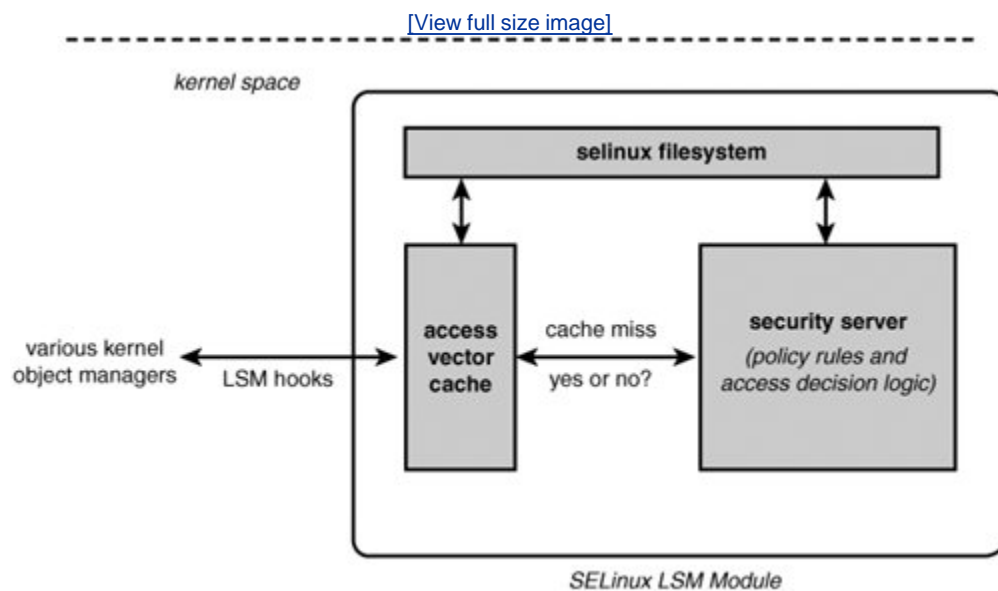 [View full size image]
kernel space
selinux filesystem
various kernel
object managers
LSM hooks
access
vector
cache
cache miss
yes or no?
security server
(policy rules and
access decision logic)
SELinux LSM Module